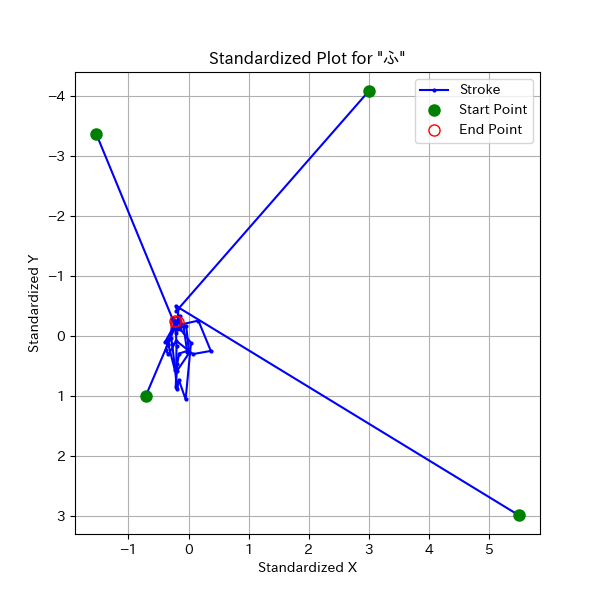 Standardized Plot for "ふ"
Stroke
Start Point
End Point
Standardized Y
−4
−3
−2
−1
0
1
2
3
−1 0 1 2 3 4 5
Standardized X